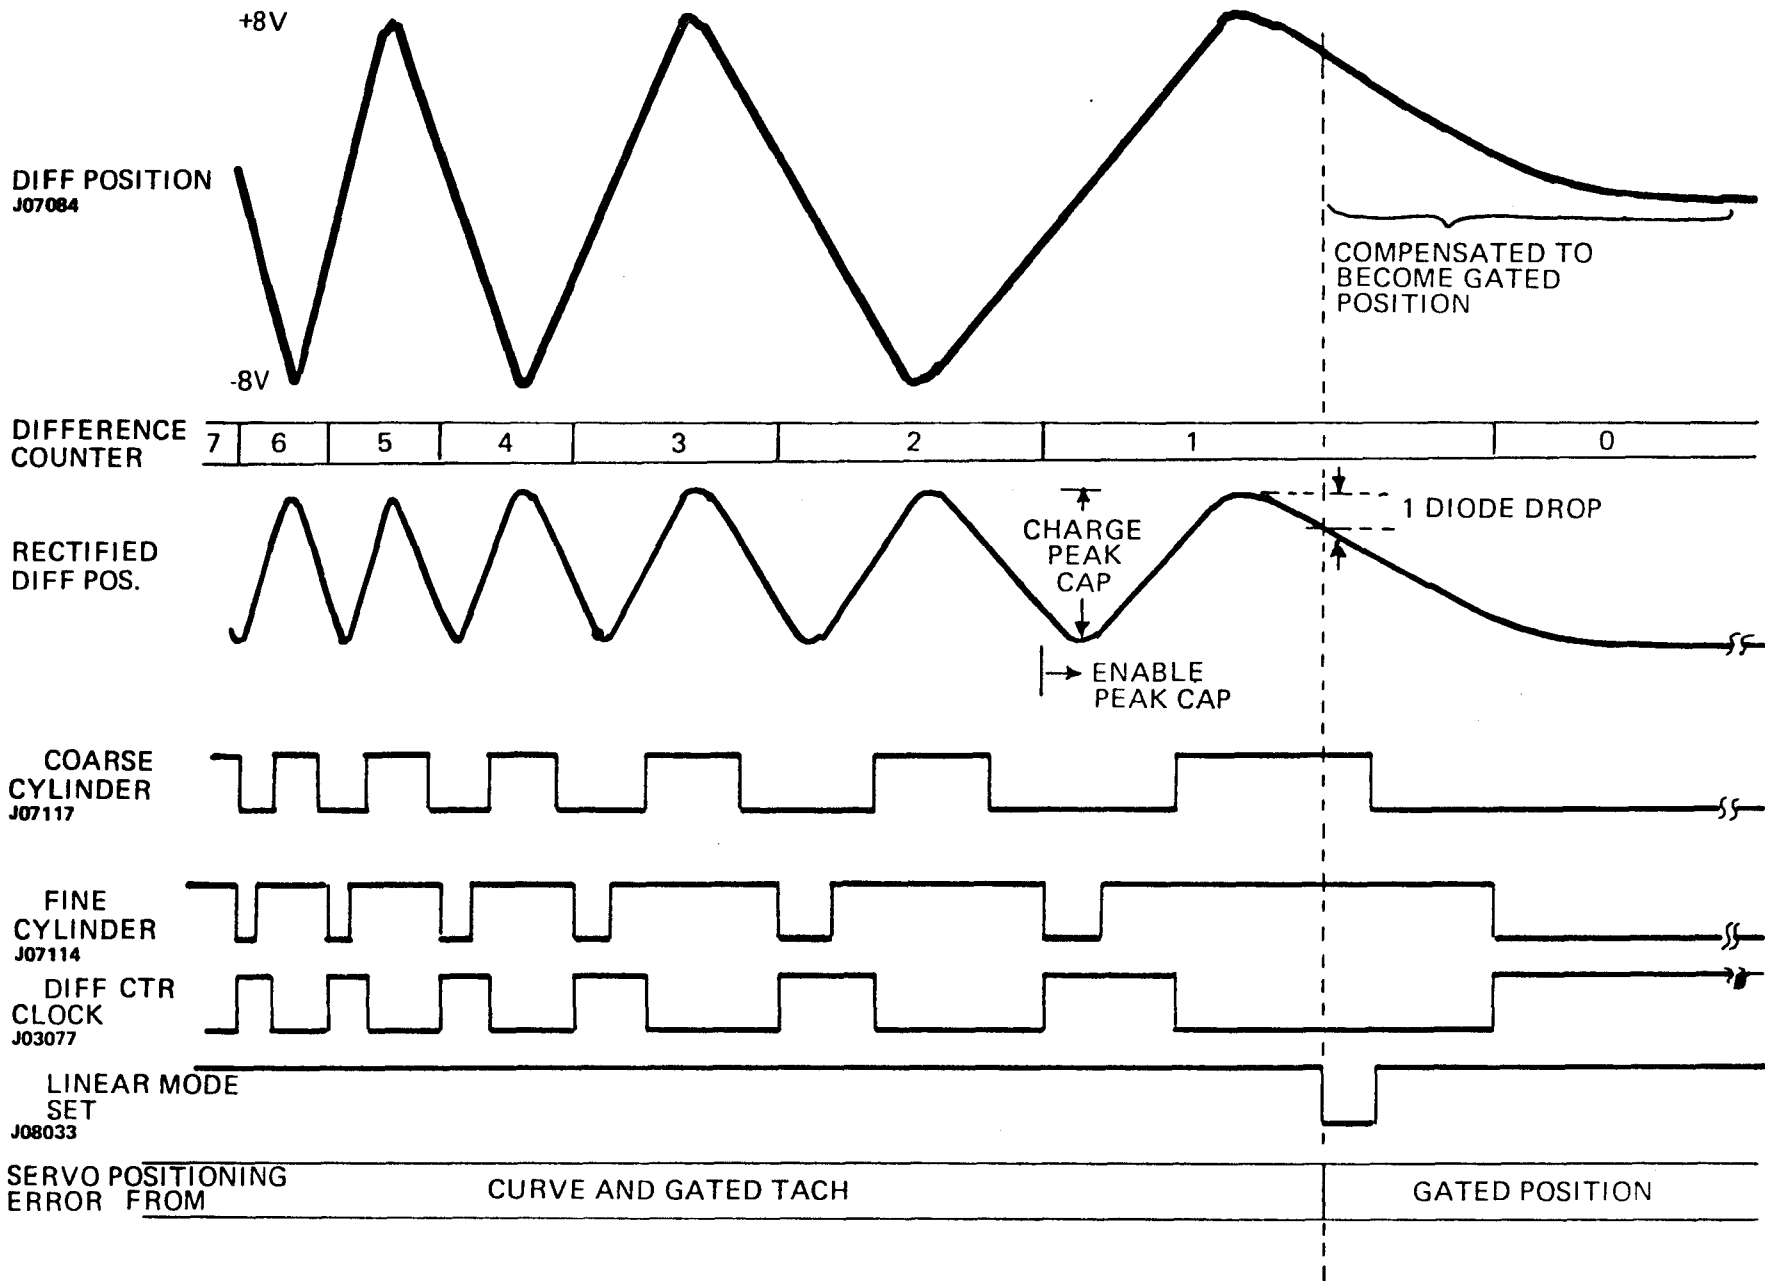 +8V
DIFF POSITION
J07084
COMPENSATED TO
BECOME GATED
POSITION
-8V
DIFFERENCE
COUNTER
7 6 5 4 3 2 1 0
RECTIFIED
DIFF POS.
CHARGE
PEAK
CAP
1 DIODE DROP
ENABLE
PEAK CAP
COARSE
CYLINDER
J07117
FINE
CYLINDER
J07114
DIFF CTR
CLOCK
J03077
LINEAR MODE
SET
J08033
SERVO POSITIONING
ERROR FROM
CURVE AND GATED TACH
GATED POSITION